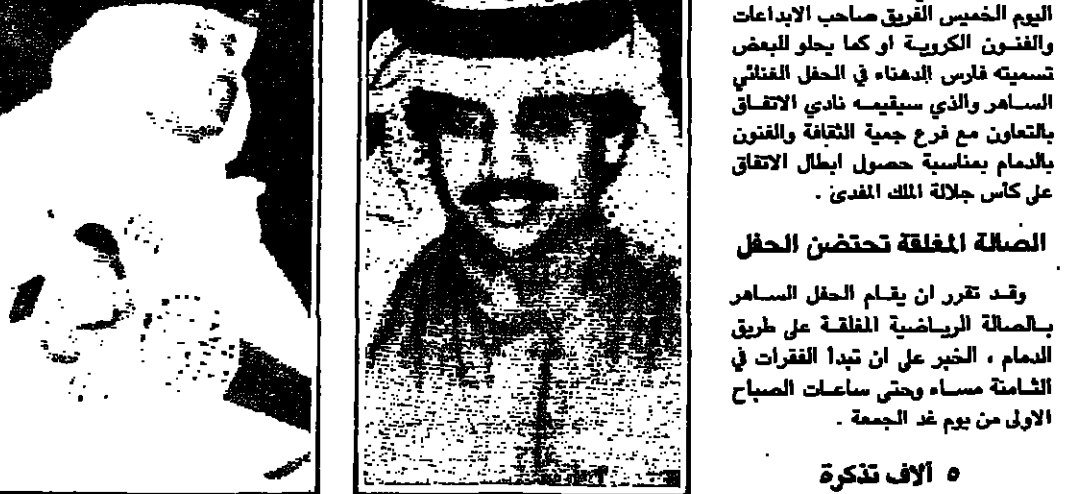 اليوم الخميس الفريق صاحب الابداعات
والفنون الكروية او كما يحلو للبعض
تسميته فارس الدهناء في الحفل الغنائي
الساهر والذي سيقيمه نادي الاتفاق
بالتعاون مع فرع جمية الثقافة والفنون
بالدمام بمناسبة حصول ابطال الاتفاق
على كأس جلالة الملك المفدى .
الصالة المغلقة تحتضن الحفل
وقد تقرر ان يقام الحفل الساهر
بالصالة الرياضية المغلقة على طريق
الدمام ، الخبر على ان تبدأ الفقرات في
الثامنة مساء وحتى ساعات الصباح
الاولى من يوم غد الجمعة .
٥ آلاف تذكرة